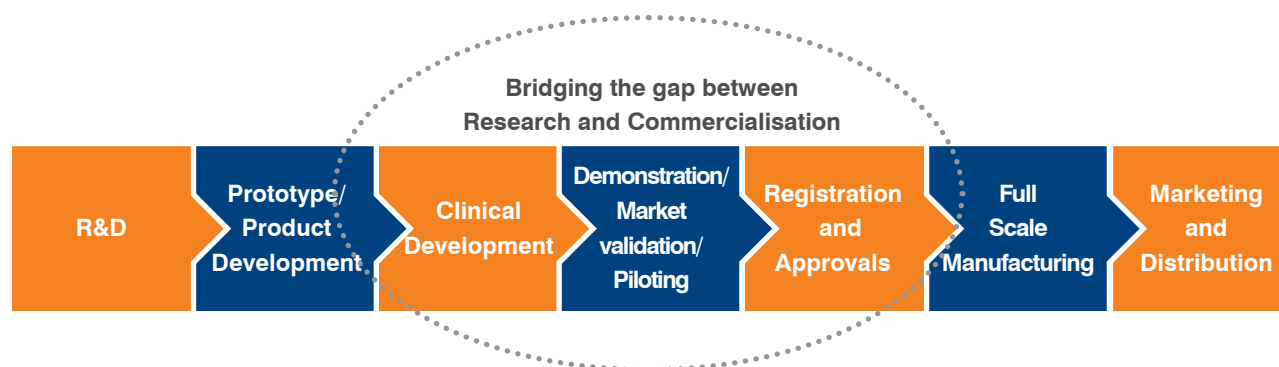 Bridging the gap between
Research and Commercialisation
R&D
Prototype/
Product
Development
Clinical
Development
Demonstration/
Market
validation/
Piloting
Registration
and
Approvals
Full
Scale
Manufacturing
Marketing
and
Distribution